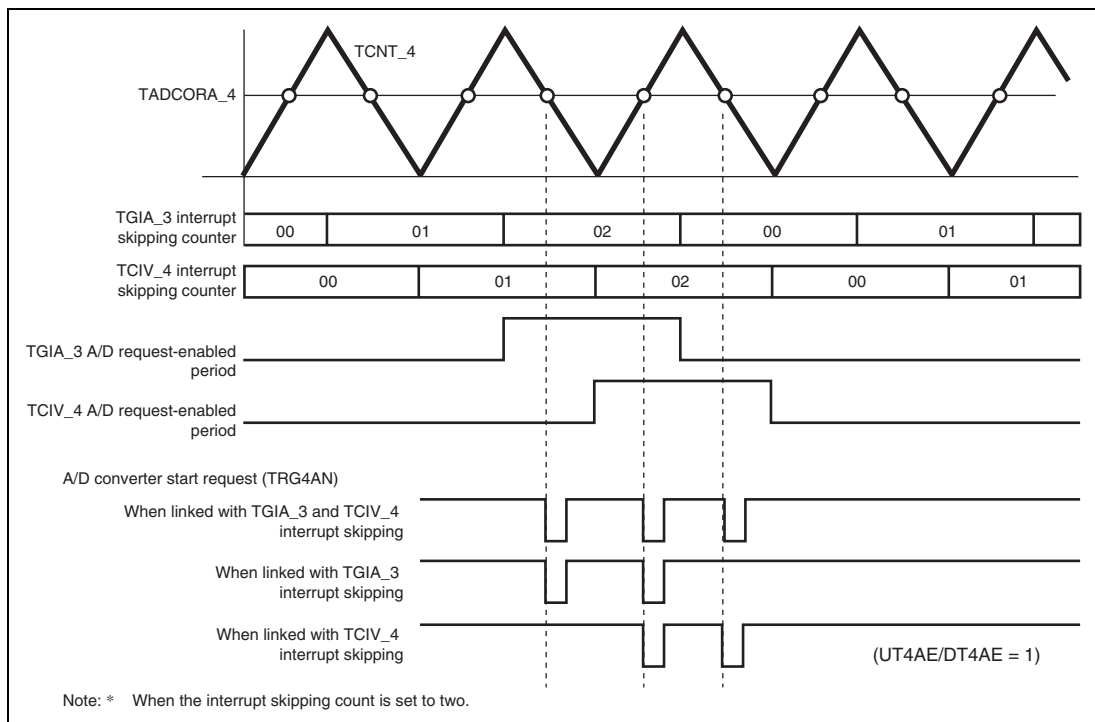 TCNT_4
TADCORA_4
TGIA_3 interrupt
skipping counter
00 01 02 00 01
TCIV_4 interrupt
skipping counter
00 01 02 00 01
TGIA_3 A/D request-enabled
period
TCIV_4 A/D request-enabled
period
A/D converter start request (TRG4AN)
When linked with TGIA_3 and TCIV_4
interrupt skipping
When linked with TGIA_3
interrupt skipping
When linked with TCIV_4
interrupt skipping
(UT4AE/DT4AE = 1)
Note: * When the interrupt skipping count is set to two.